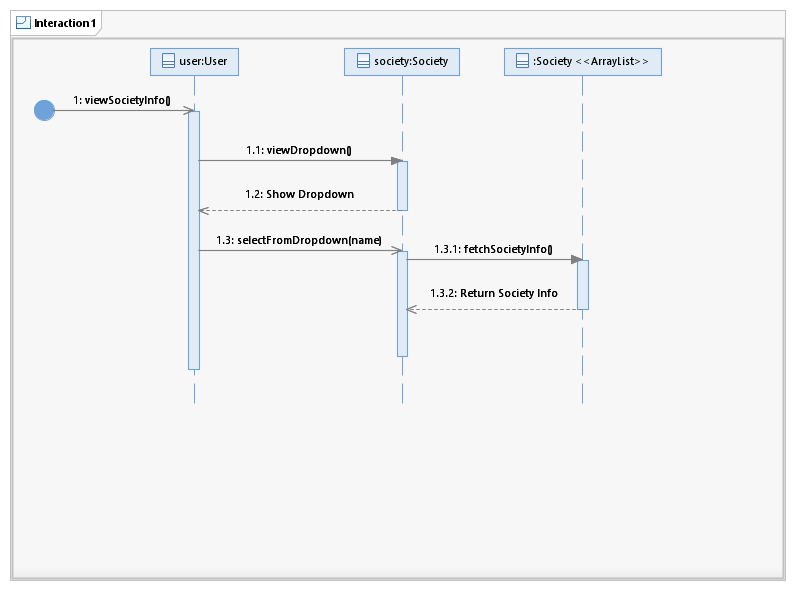 Interaction1
user:User
society:Society
:Society <<ArrayList>>
1: viewSocietyInfo()
1.1: viewDropdown()
1.2: Show Dropdown
1.3: selectFromDropdown(name)
1.3.1: fetchSocietyInfo()
1.3.2: Return Society Info